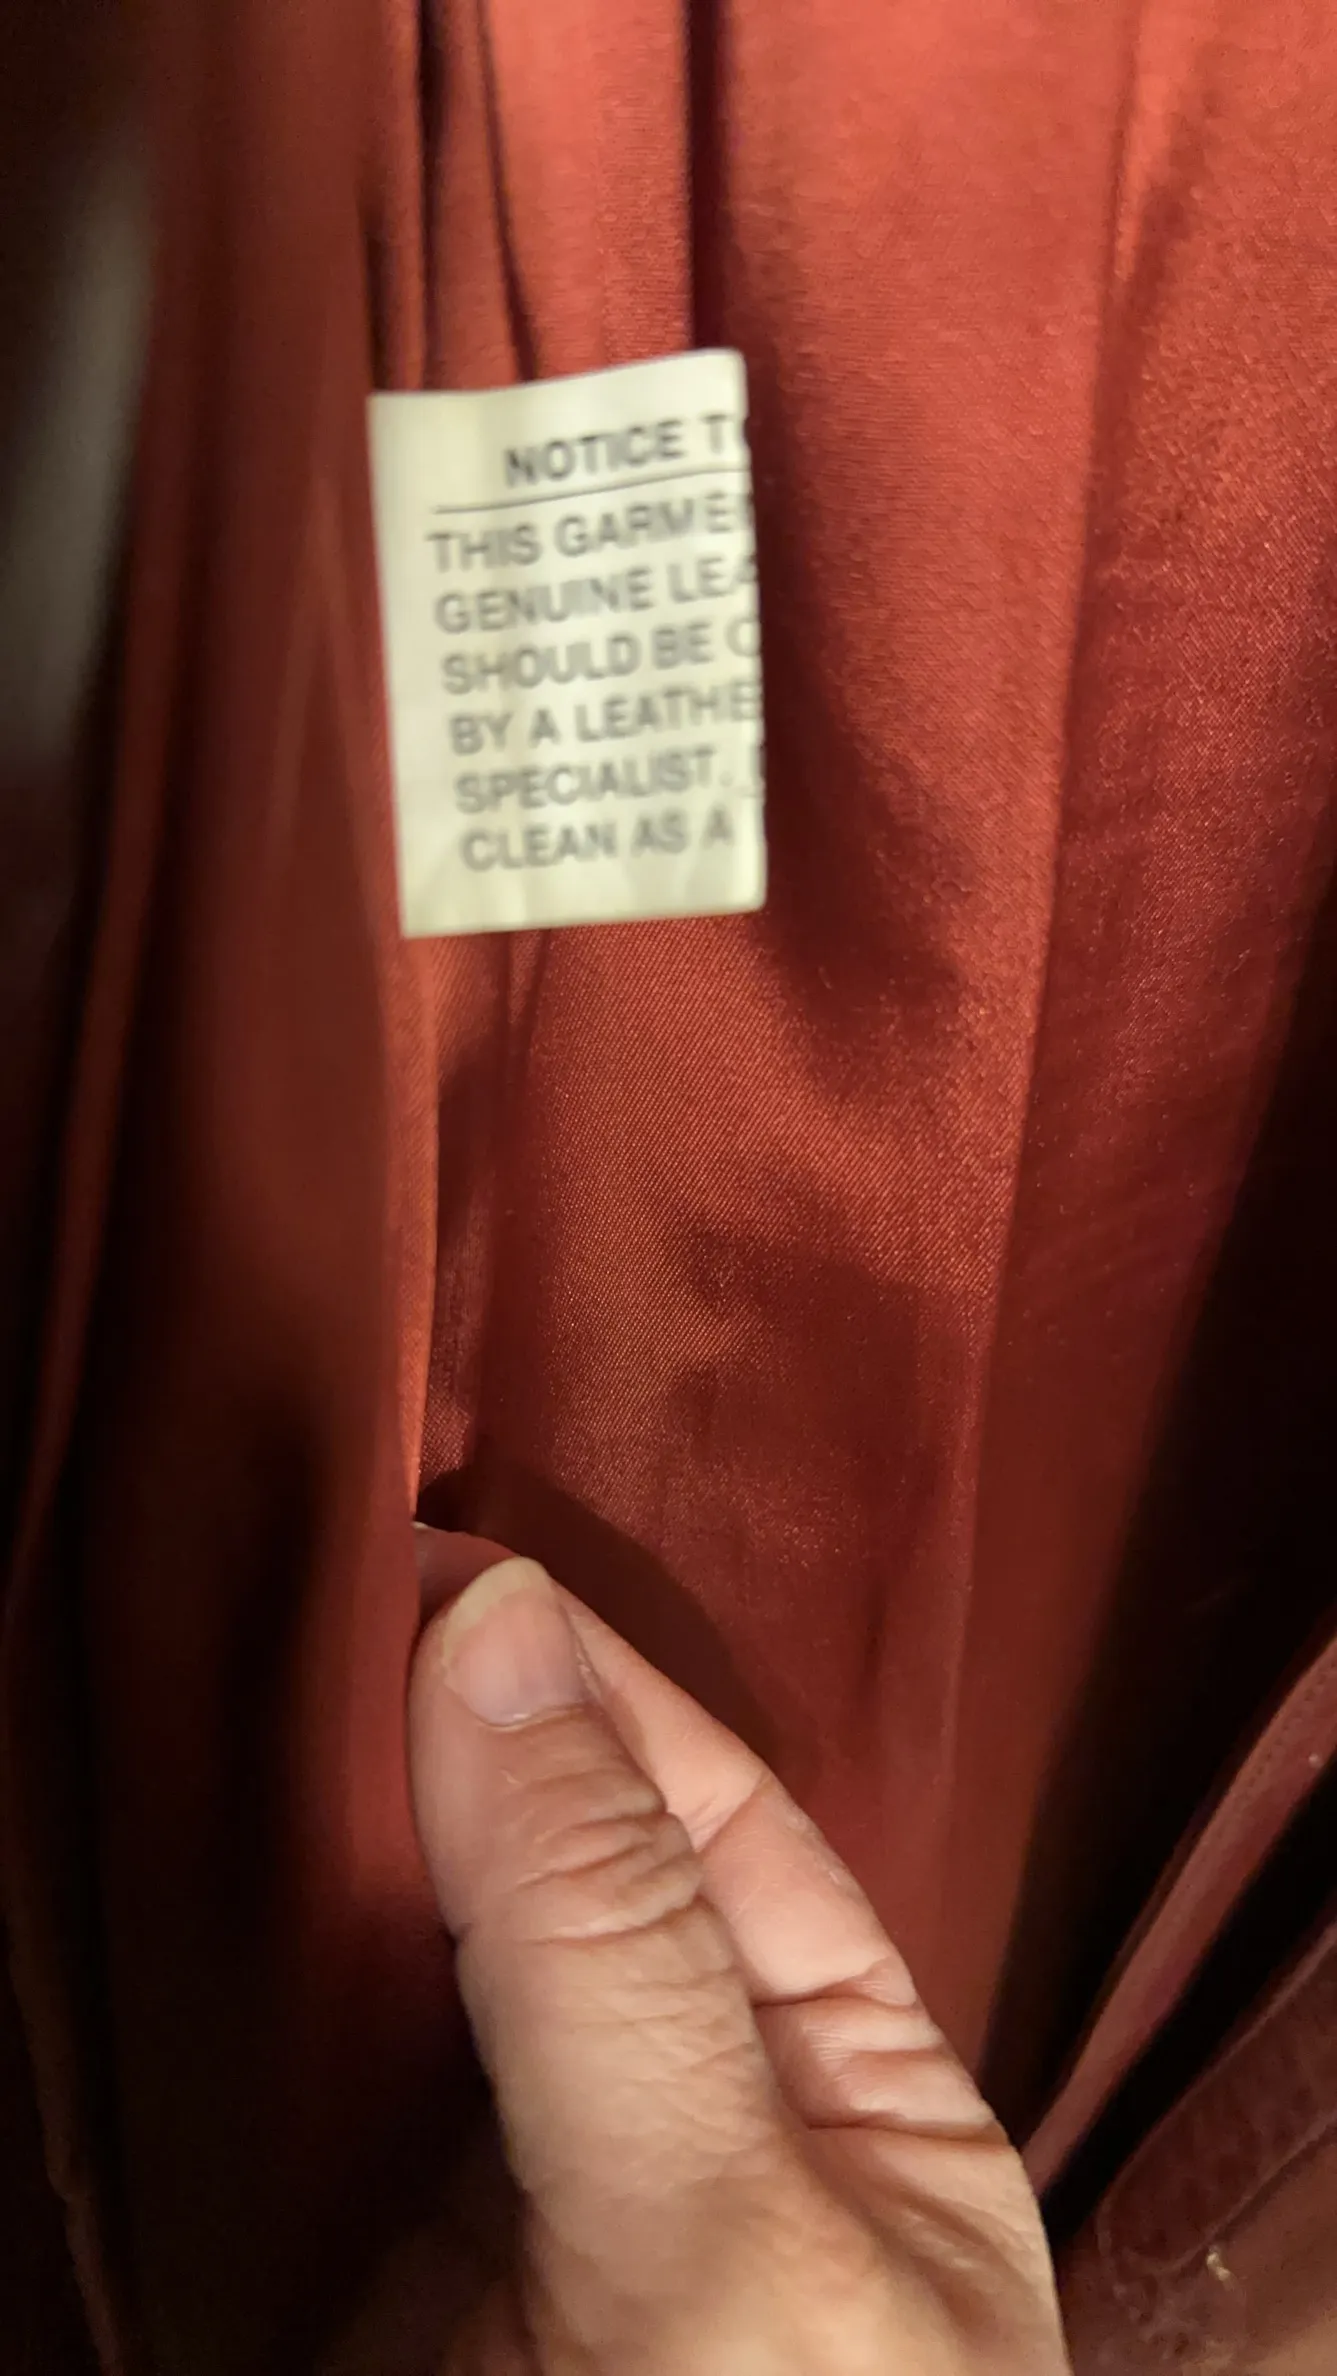 NOTICE T
THIS GARME
GENUINE LEA
SHOULD BE
BY A LEATHE
SPECIALIST.
CLEAN AS A